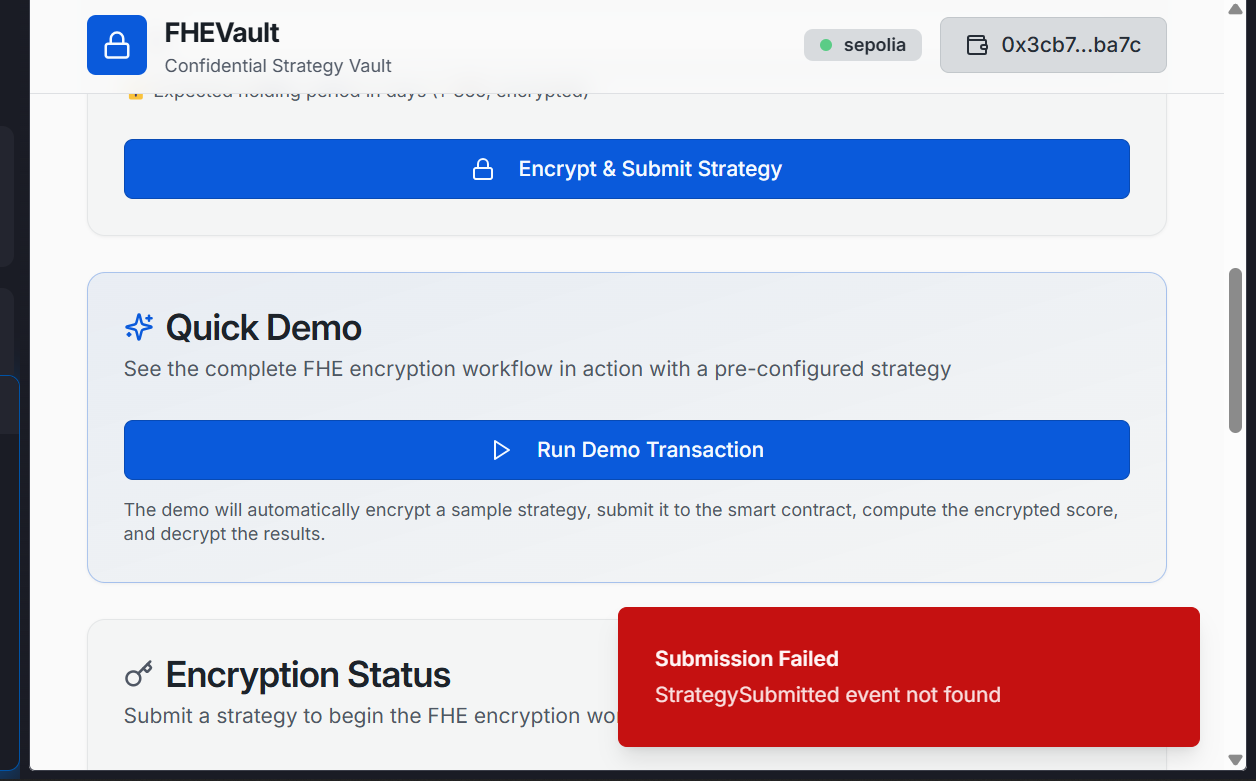 FHEVault
Confidential Strategy Vault
sepolia
0x3cb7...ba7c
Encrypt & Submit Strategy
Quick Demo
See the complete FHE encryption workflow in action with a pre-configured strategy
Run Demo Transaction
The demo will automatically encrypt a sample strategy, submit it to the smart contract, compute the encrypted score,
and decrypt the results.
Encryption Status
Submit a strategy to begin the FHE encryption
Submission Failed
StrategySubmitted event not found